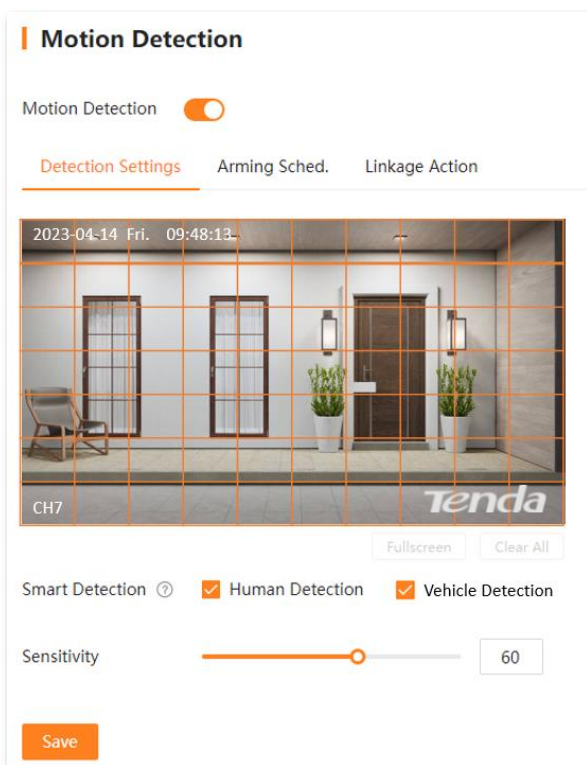 Motion Detection
Motion Detection
Detection Settings Arming Sched. Linkage Action
2023-04-14 Fri. 09:48:13
CH7 Tenda
Fullscreen Clear All
Smart Detection ? Human Detection Vehicle Detection
Sensitivity 60
Save